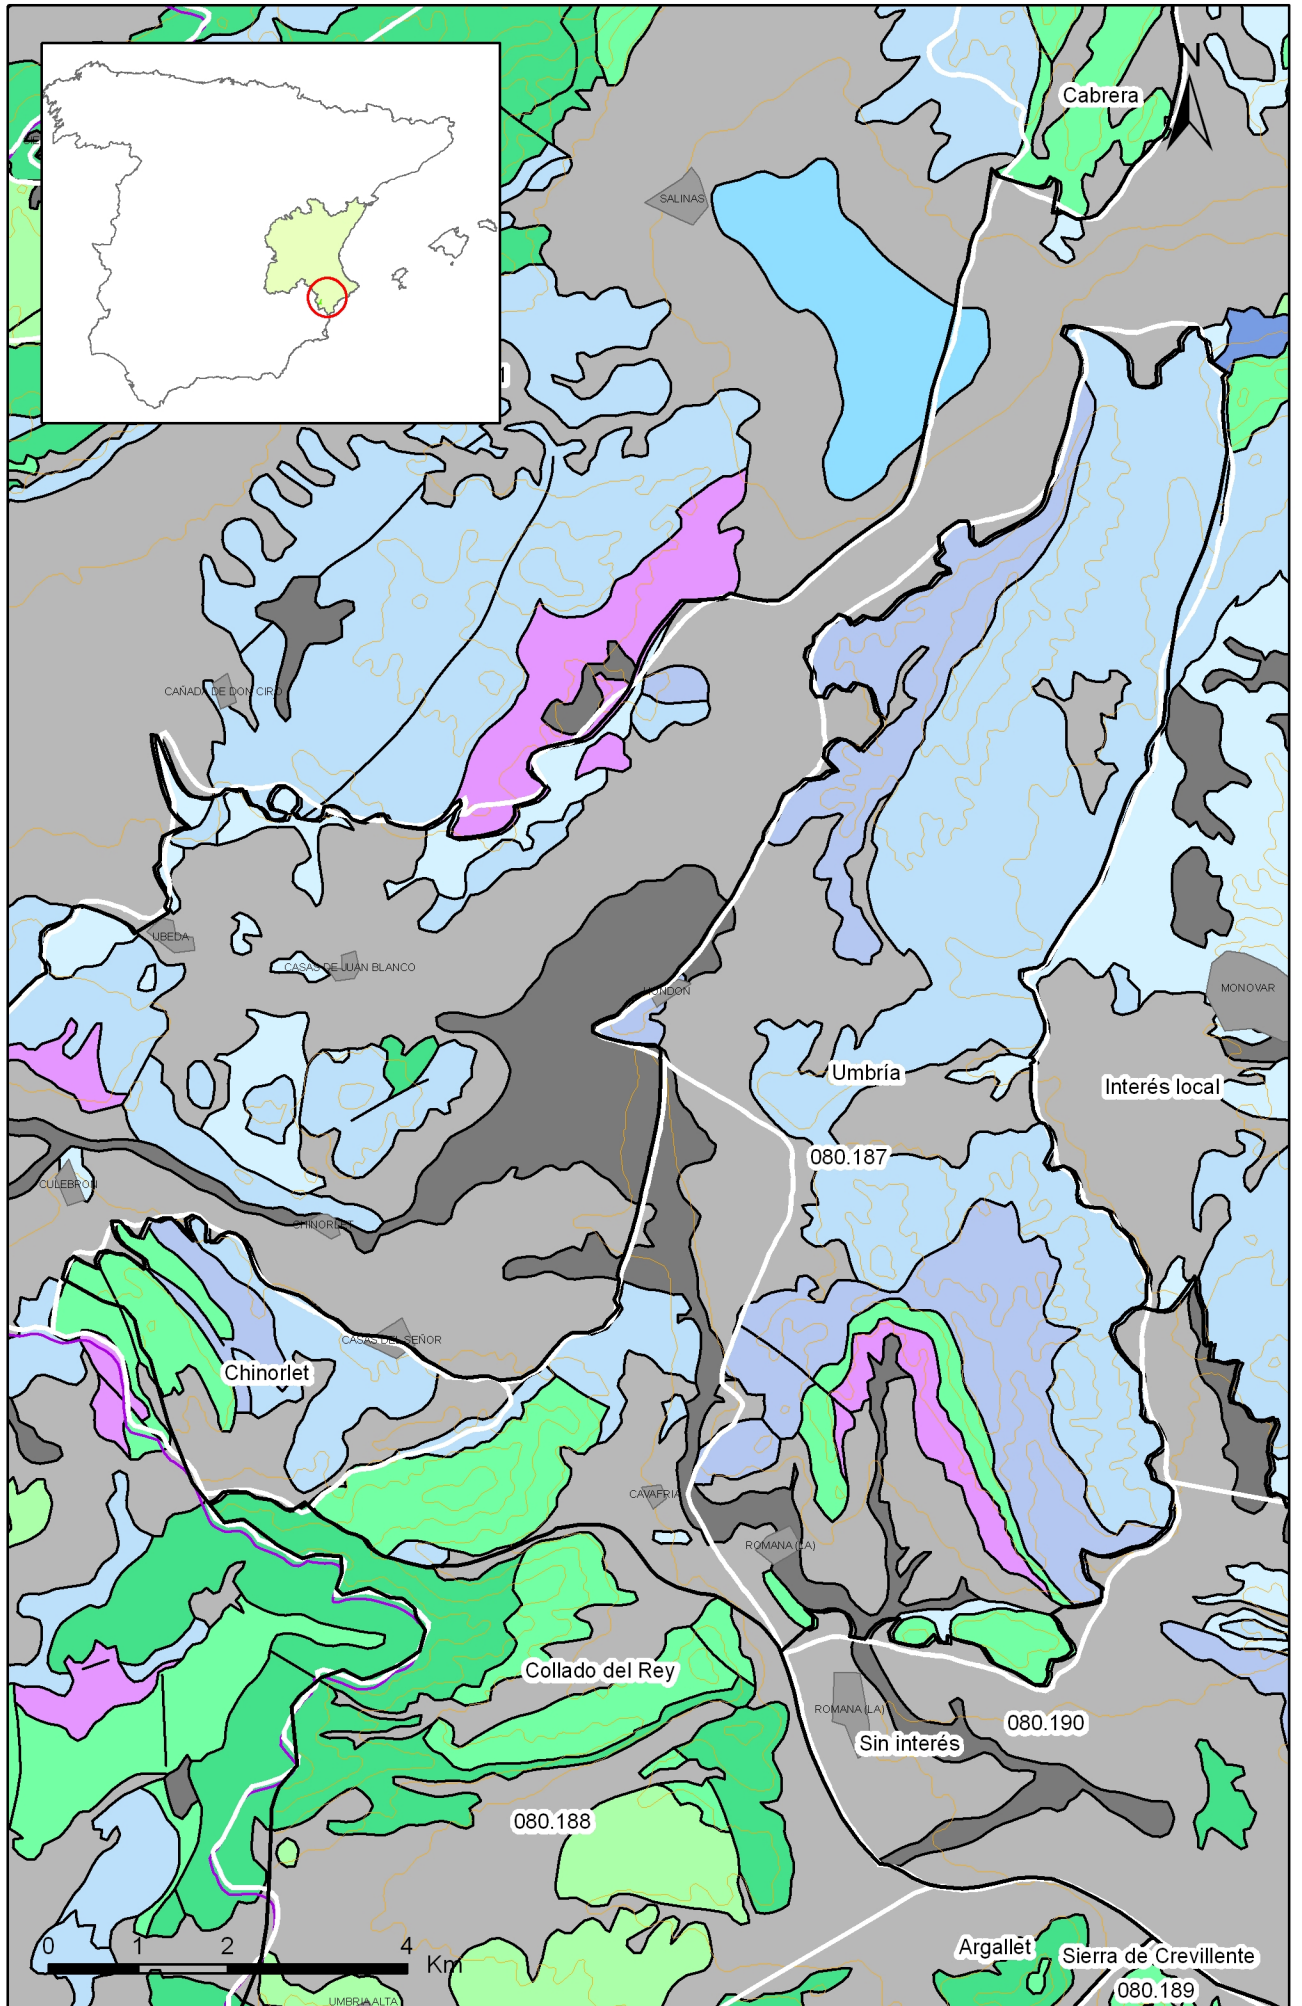 N
Cabrera
SALINAS
CAÑADA DE DON CIRO
UBEDA
CASAS DE JUAN BLANCO
HONDON
MONOVAR
Umbría
Interés local
080.187
CULEBRON
CHINORLET
CASAS DEL SEÑOR
Chinorlet
CAVAFRIA
ROMANA (LA)
Collado del Rey
ROMANA (LA)
080.190
Sin interés
080.188
0 1 2 4
Km
Argallet
Sierra de Crevillente
080.189
UMBRIA ALTA